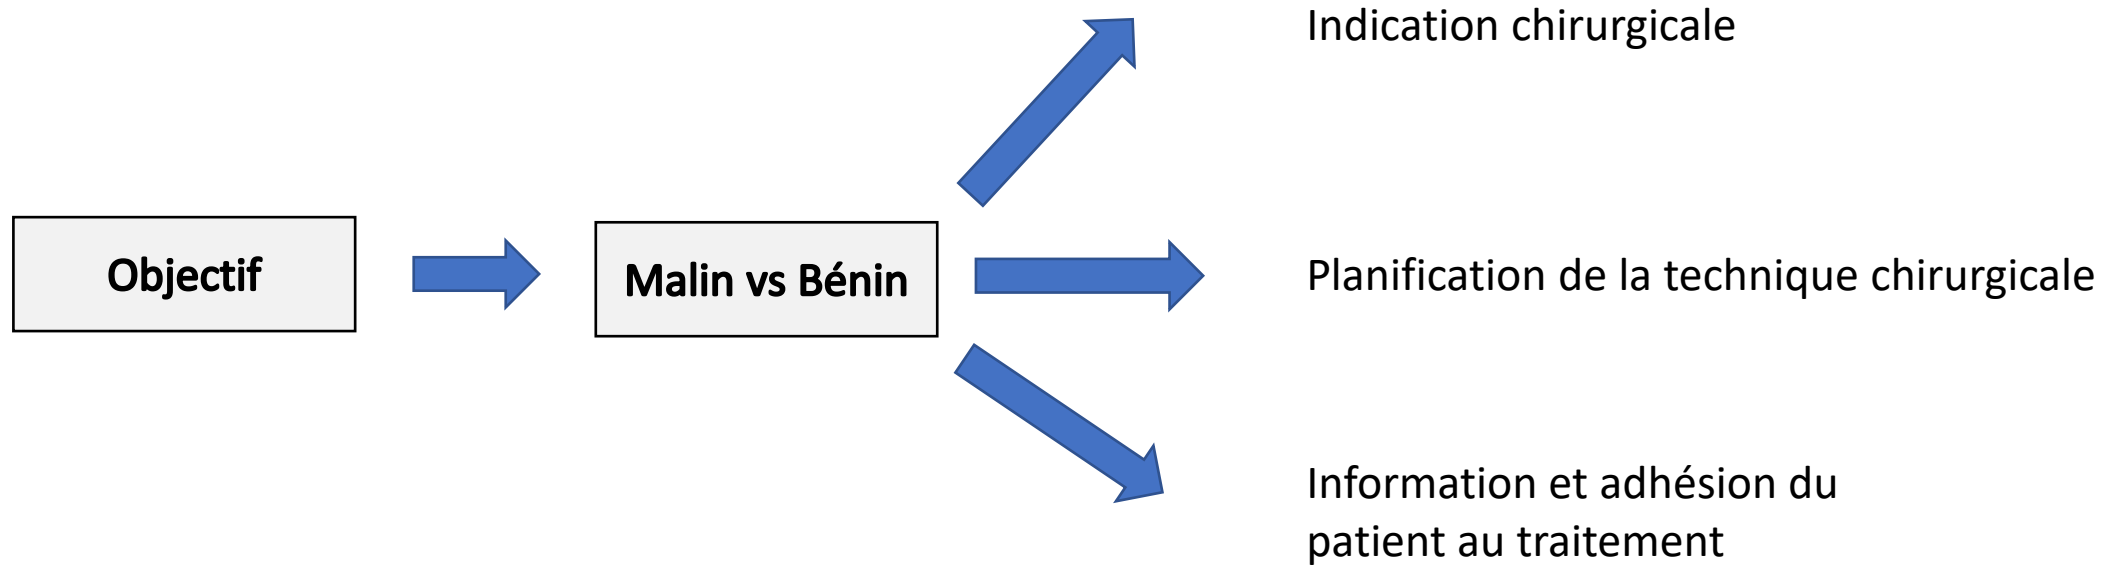 Indication chirurgicale
Objectif
Malin vs Bénin
Planification de la technique chirurgicale
Information et adhésion du
patient au traitement